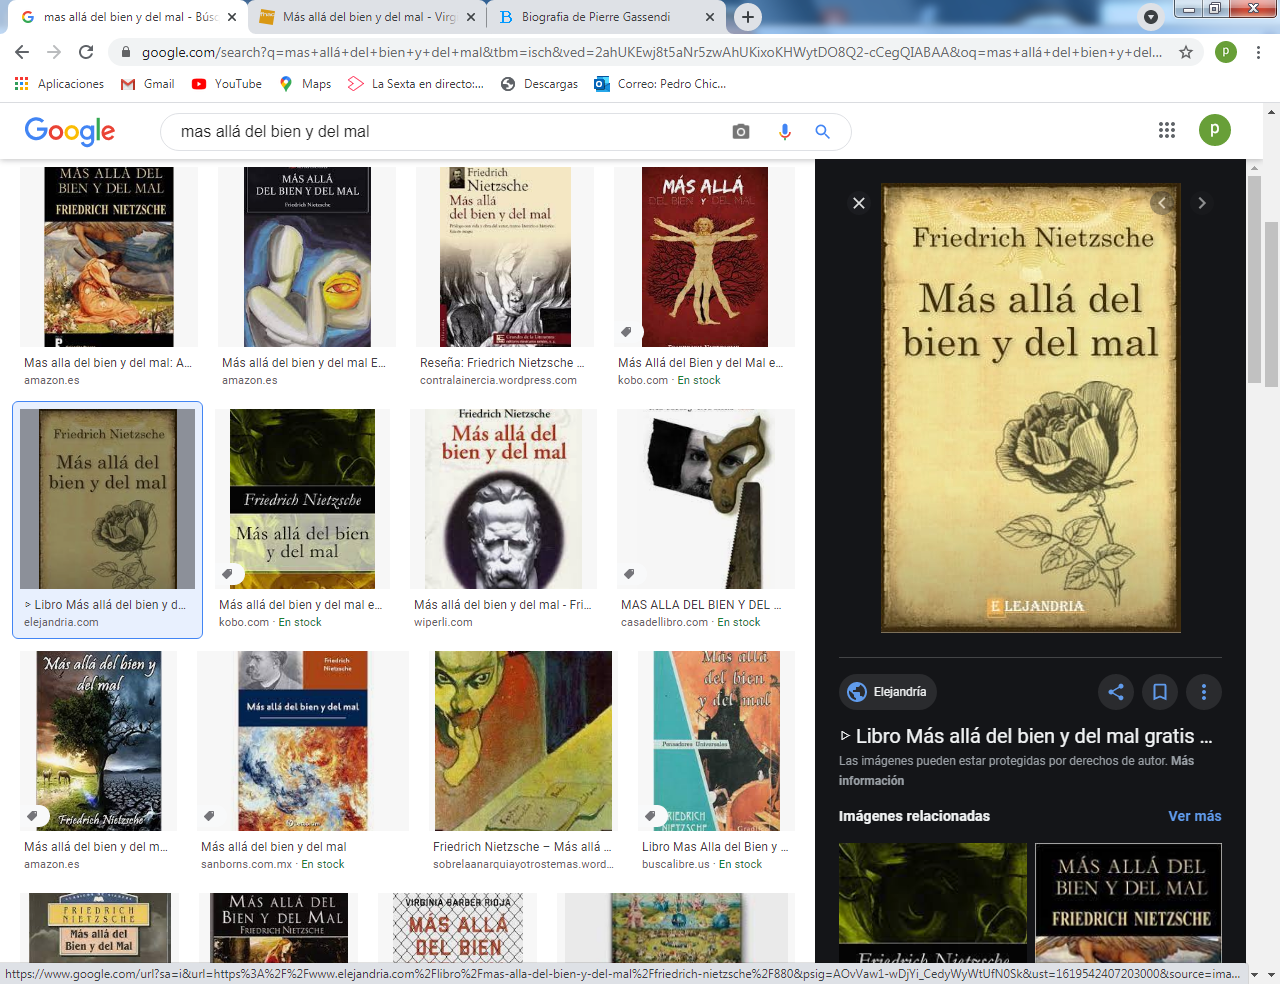 mas allá del bien y del mal - Búsc
Más allá del bien y del mal - Virg
Biografía de Pierre Gassendi
google.com/search?q=mas+allá+del+bien+y+del+mal&tbm=isch&ved=2ahUKEwj8t5aNr5zwAhUKixoKHWytDO8Q2-cCegQIABAA&oq=mas+allá+del+bien+y+del...
p
Aplicaciones
Gmail
YouTube
Maps
La Sexta en directo:...
Descargas
Correo: Pedro Chic...
Google
mas allá del bien y del mal
p
MÁS ALLÁ DEL
BIEN Y DEL MAL
FRIEDRICH NIETZSCHE
MÁS ALLÁ
DEL BIEN Y DEL MAL
Friedrich Nietzsche
Friedrich
Nietzsche
Más allá
del bien y del mal
MÁS ALLÁ
DEL BIEN Y DEL MAL
Mas alla del bien y del mal: A...
amazon.es
Más allá del bien y del mal E...
amazon.es
Reseña: Friedrich Nietzsche ...
contralainercia.wordpress.com
Más Allá del Bien y del Mal e...
kobo.com · En stock
Friedrich Nietzsche
Más allá del
bien y del mal
Friedrich Nietzsche
Más allá del bien
y del mal
Friedrich Nietzsche
Más allá del
bien y del mal
▷ Libro Más allá del bien y d...
elejandria.com
Más allá del bien y del mal e...
kobo.com · En stock
Más allá del bien y del mal - Fri...
wiperli.com
MAS ALLA DEL BIEN Y DEL ...
casadellibro.com · En stock
Más allá del bien y
del mal
Friedrich Nietzsche
Friedrich
Nietzsche
Más allá del bien y del mal
Más allá
del bien
y del mal
Pensadores Universales
FRIEDRICH
NIETZSCHE
Más allá del bien y del m...
amazon.es
Más allá del bien y del mal
sanborns.com.mx · En stock
Friedrich Nietzsche – Más allá ...
sobrelaanarquiayotrostemas.word...
Libro Mas Alla del Bien y ...
buscalibre.us · En stock
FRIEDRICH
NIETZSCHE
Más allá del
Bien y del Mal
MÁS ALLÁ DEL
BIEN Y DEL MAL
FRIEDRICH NIETZSCHE
VIRGINIA BARBER RIOJA
MÁS ALLÁ
DEL BIEN
Friedrich Nietzsche
Más allá del
bien y del mal
ELEJANDRIA
Elejandría
▷ Libro Más allá del bien y del mal gratis ...
Las imágenes pueden estar protegidas por derechos de autor. Más
información
Imágenes relacionadas
Ver más
Friedrich Nietzsche
MÁS ALLÁ DEL
BIEN Y DEL MAL
FRIEDRICH NIETZSCHE
https://www.google.com/url?sa=i&url=https%3A%2F%2Fwww.elejandria.com%2Flibro%2Fmas-alla-del-bien-y-del-mal%2Ffriedrich-nietzsche%2F880&psig=AOvVaw1-wDjYi_CedyWyWtUfN0Sk&ust=1619542407203000&source=ima...